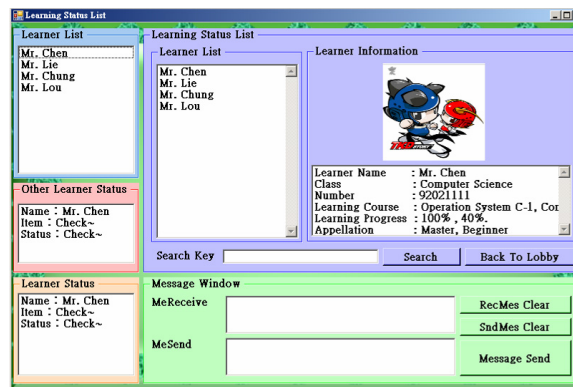 Learning Status List
Learner List
Mr. Chen
Mr. Lie
Mr. Chung
Mr. Lou
Other Learner Status
Name : Mr. Chen
Item : Check~
Status : Check~
Learner Status
Name : Mr. Chen
Item : Check~
Status : Check~
Learning Status List
Learner List
Mr. Chen
Mr. Lie
Mr. Chung
Mr. Lou
Learner Information
Learner Name : Mr. Chen
Class : Computer Science
Number : 92021111
Learning Course : Operation System C-1, Cor
Learning Progress : 100% , 40%.
Appellation : Master, Beginner
Search Key
Search
Back To Lobby
Message Window
MeReceive
RecMes Clear
SndMes Clear
MeSend
Message Send